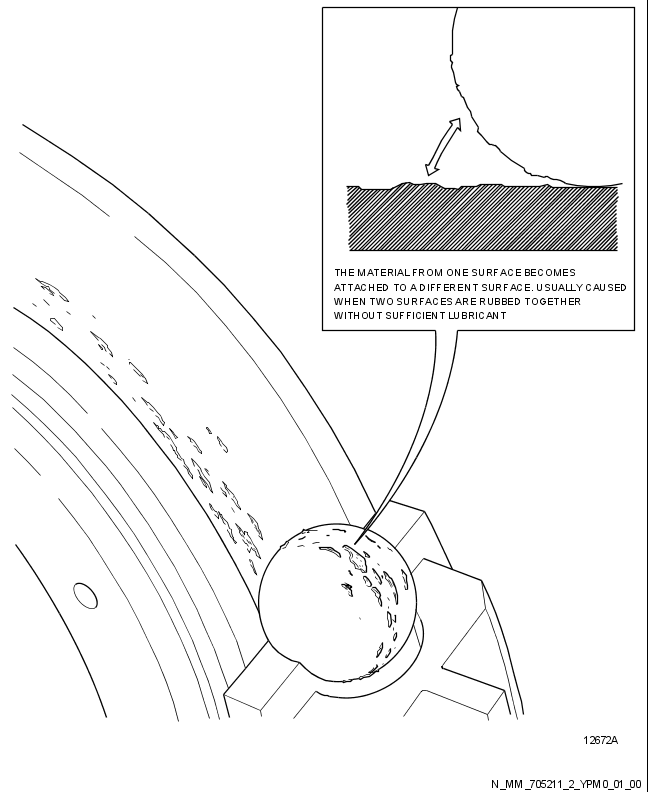 THE MATERIAL FROM ONE SURFACE BECOMES
ATTACHED TO A DIFFERENT SURFACE. USUALLY CAUSED
WHEN TWO SURFACES ARE RUBBED TOGETHER
WITHOUT SUFFICIENT LUBRICANT
12672A
N_MM_705211_2_YPM0_01_00